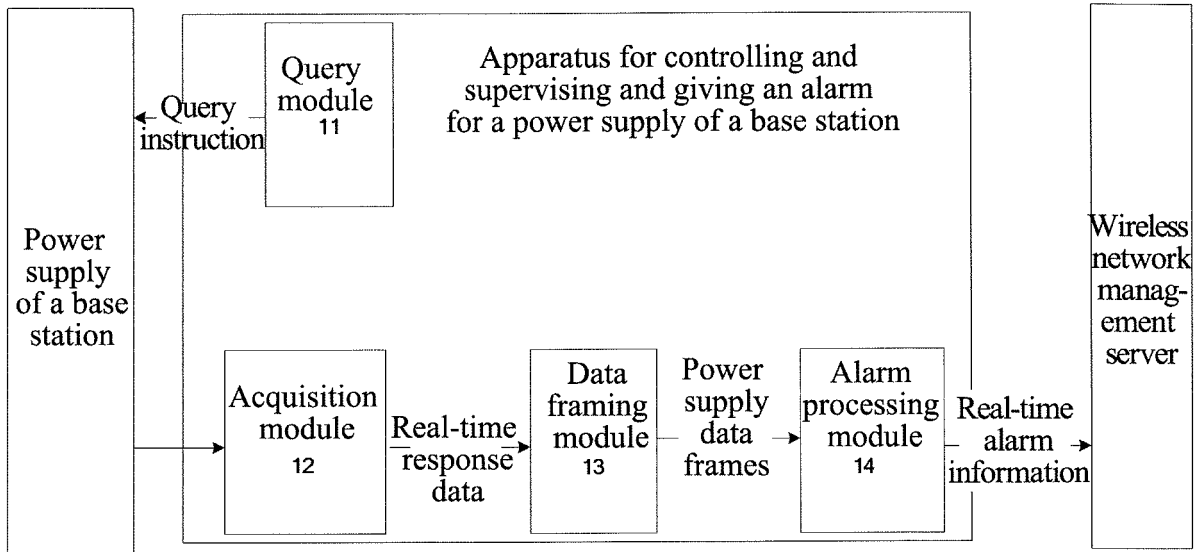 Query
module
11
Apparatus for controlling and
supervising and giving an alarm
for a power supply of a base station
Query
instruction
Power
supply
of a base
station
Wireless
network
manag-
ement
server
Acquisition
module
12
Real-time
response
data
Data
framing
module
13
Power
supply
data
frames
Alarm
processing
module
14
Real-time
alarm
information